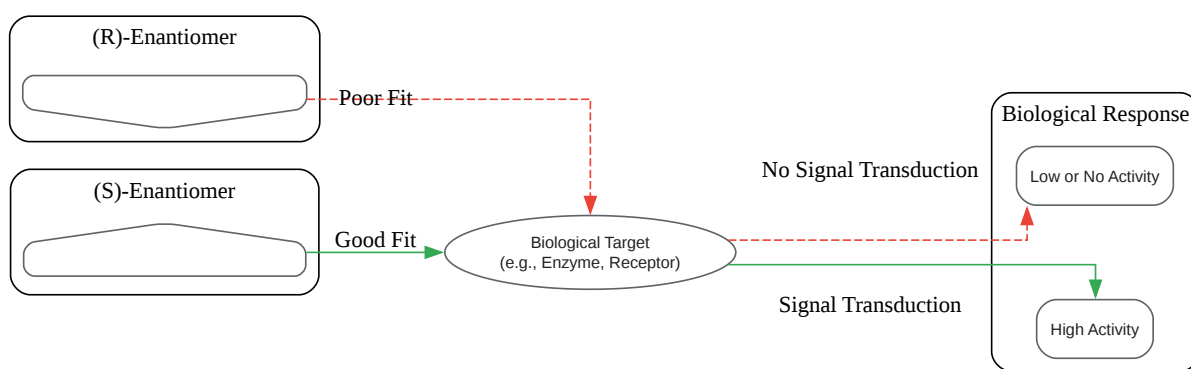 (R)-Enantiomer
Poor Fit
(S)-Enantiomer
Good Fit
Biological Target
(e.g., Enzyme, Receptor)
No Signal Transduction
Signal Transduction
Biological Response
Low or No Activity
High Activity